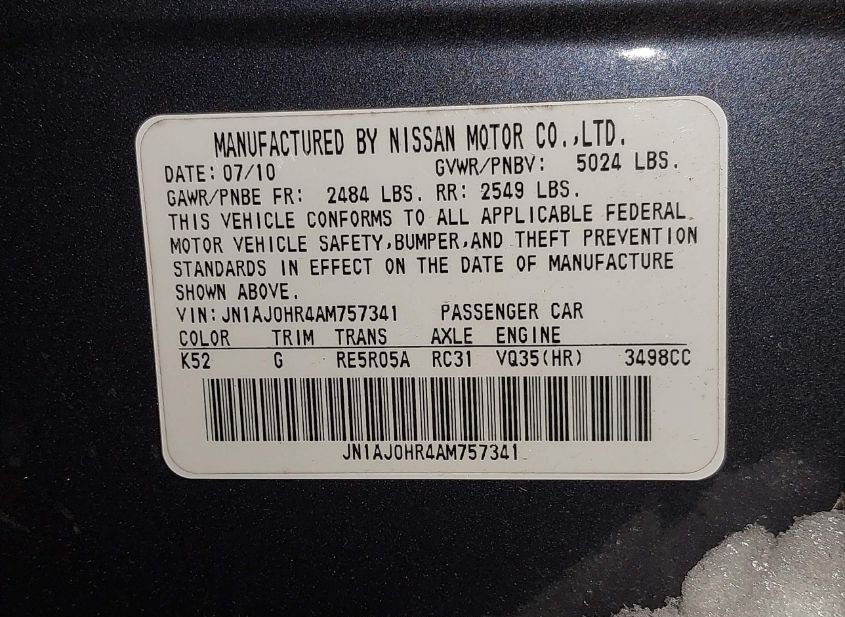 MANUFACTURED BY NISSAN MOTOR CO.,LTD.
DATE: 07/10 GVWR/PNBV: 5024 LBS.
GAWR/PNBE FR: 2484 LBS. RR: 2549 LBS.
THIS VEHICLE CONFORMS TO ALL APPLICABLE FEDERAL
MOTOR VEHICLE SAFETY,BUMPER,AND THEFT PREVENTION
STANDARDS IN EFFECT ON THE DATE OF MANUFACTURE
SHOWN ABOVE.
VIN: JN1AJ0HR4AM757341 PASSENGER CAR
COLOR TRIM TRANS AXLE ENGINE
K52 G RE5R05A RC31 VQ35(HR) 3498CC
JN1AJ0HR4AM757341